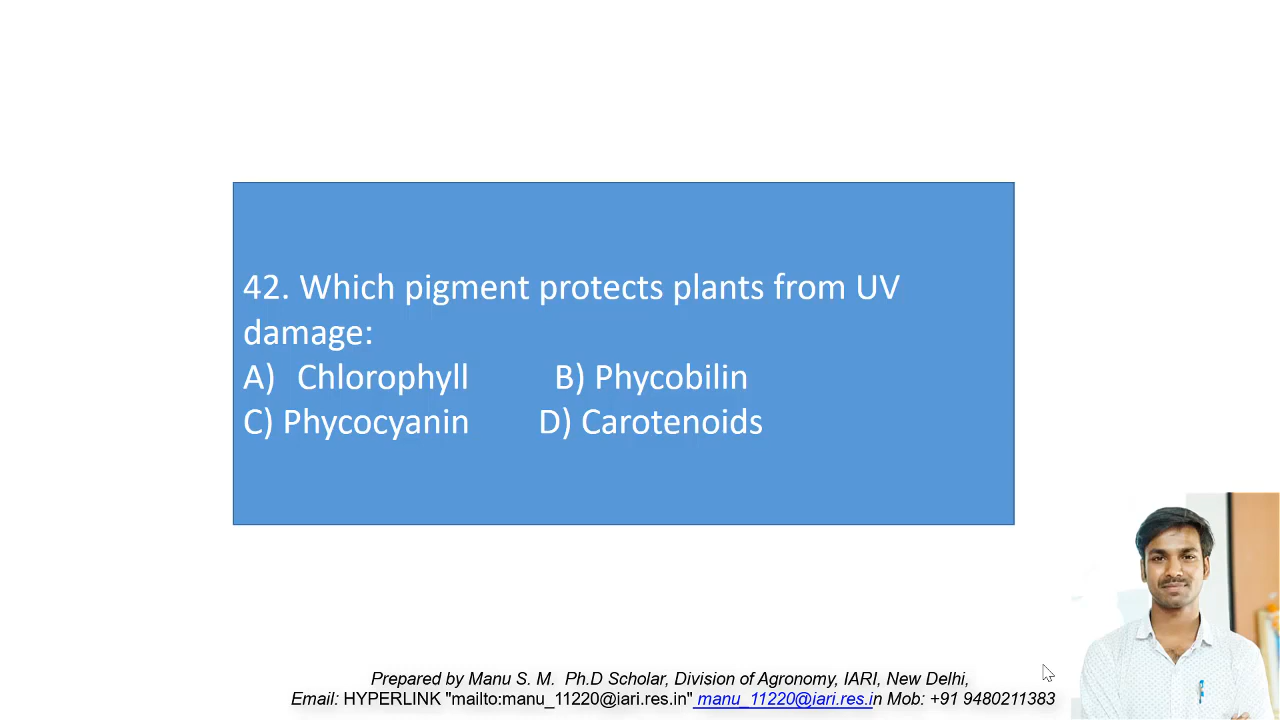 42. Which pigment protects plants from UV
damage:
A) Chlorophyll B) Phycobilin
C) Phycocyanin D) Carotenoids
Prepared by Manu S. M. Ph.D Scholar, Division of Agronomy, IARI, New Delhi,
Email: HYPERLINK "mailto:manu_11220@iari.res.in" manu_11220@iari.res.in Mob: +91 9480211383